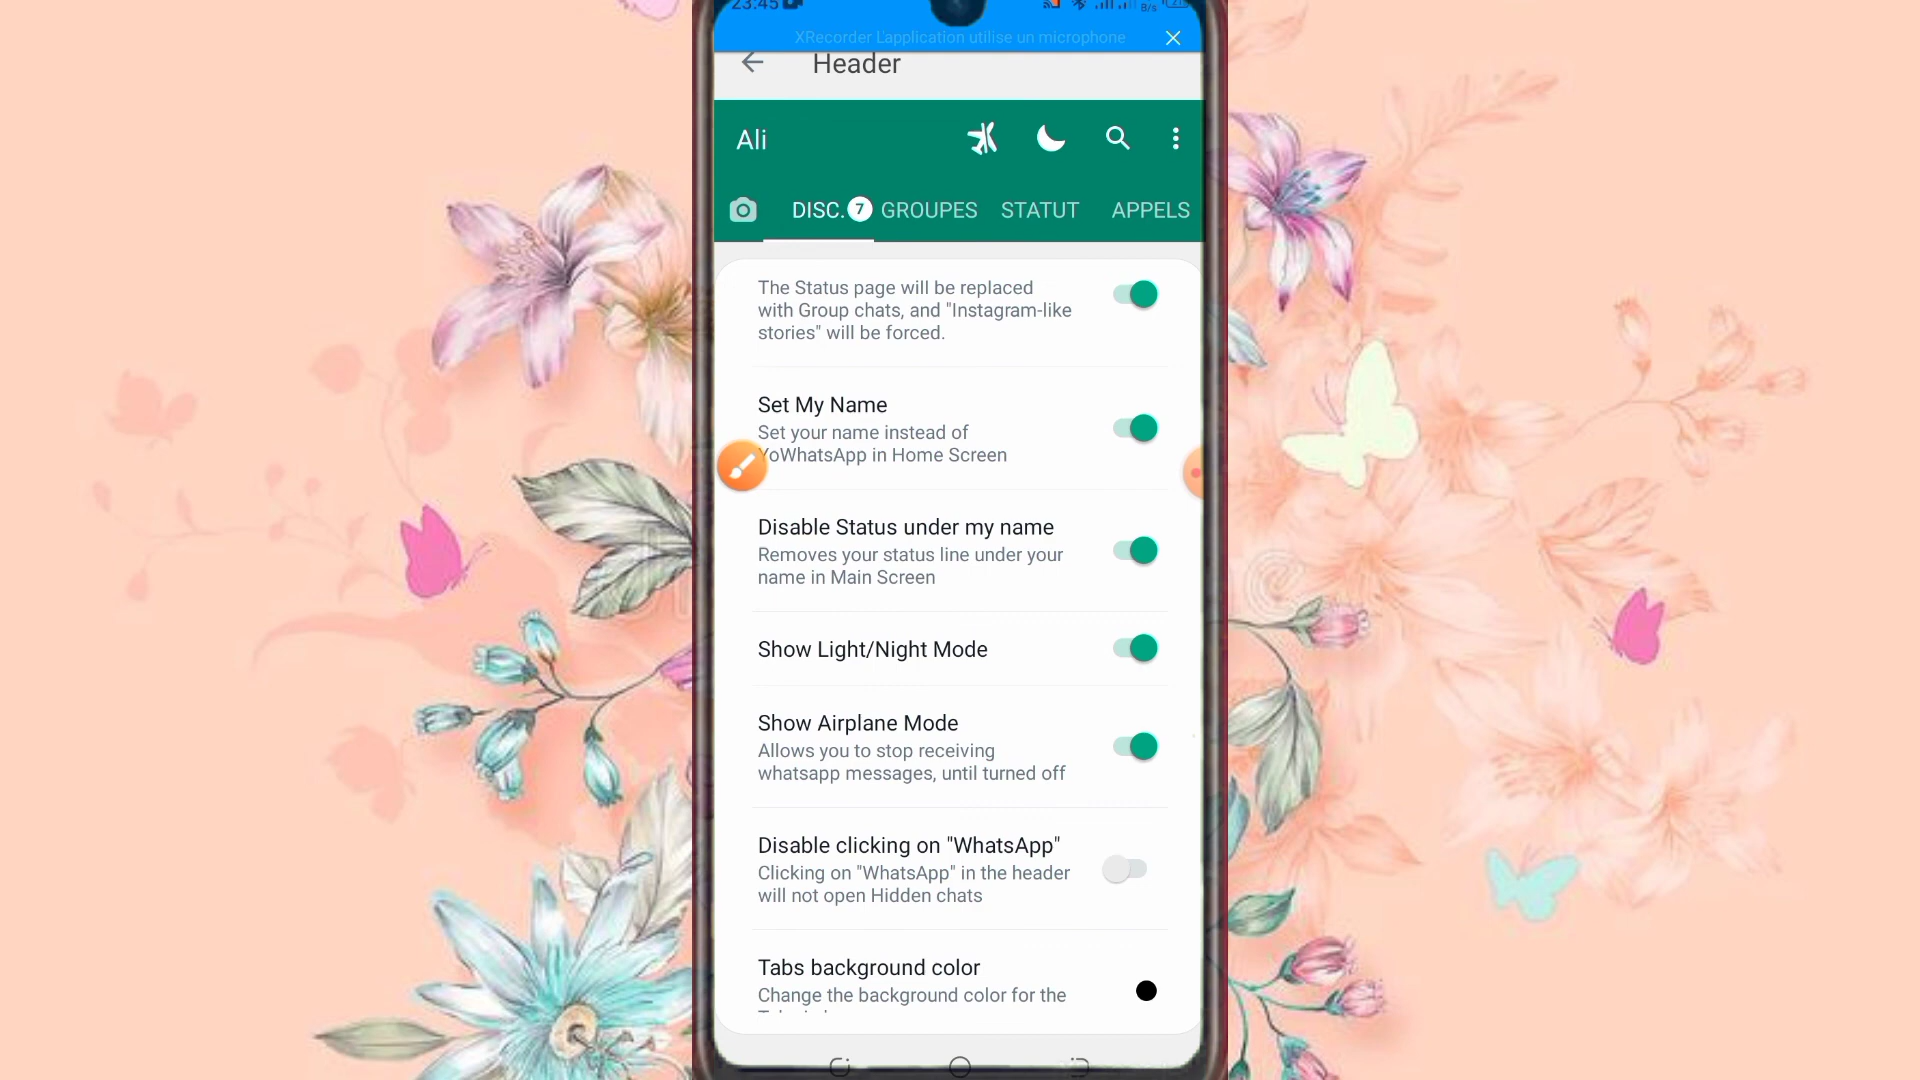 23:45
B/s
XRecorder L'application utilise un microphone
Header
Ali
DISC. 7 GROUPES STATUT APPELS
The Status page will be replaced
with Group chats, and "Instagram-like
stories" will be forced.
Set My Name
Set your name instead of
YoWhatsApp in Home Screen
Disable Status under my name
Removes your status line under your
name in Main Screen
Show Light/Night Mode
Show Airplane Mode
Allows you to stop receiving
whatsapp messages, until turned off
Disable clicking on "WhatsApp"
Clicking on "WhatsApp" in the header
will not open Hidden chats
Tabs background color
Change the background color for the